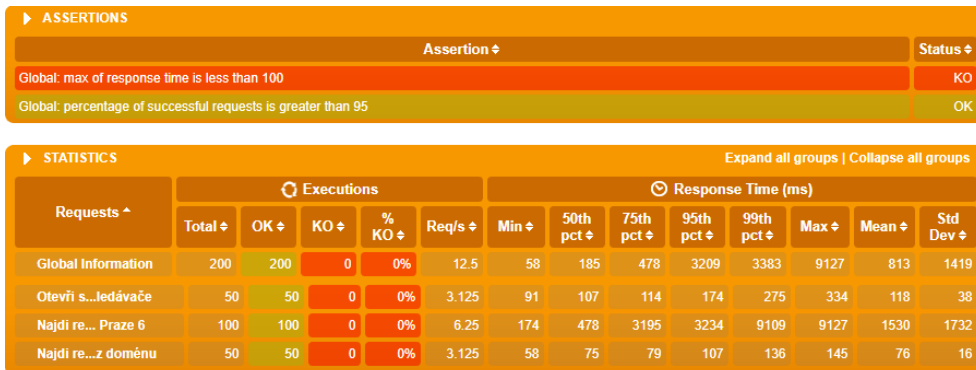 ASSERTIONS
Assertion Status
Global: max of response time is less than 100 KO
Global: percentage of successful requests is greater than 95 OK
STATISTICS Expand all groups | Collapse all groups
Requests Executions Response Time (ms)
Total OK KO % KO Req/s Min 50th pct 75th pct 95th pct 99th pct Max Mean Std Dev
Global Information 200 200 0 0% 12.5 58 185 478 3209 3383 9127 813 1419
Otevři s...ledávače 50 50 0 0% 3.125 91 107 114 174 275 334 118 38
Najdi re... Praze 6 100 100 0 0% 6.25 174 478 3195 3234 9109 9127 1530 1732
Najdi re...z doménu 50 50 0 0% 3.125 58 75 79 107 136 145 76 16